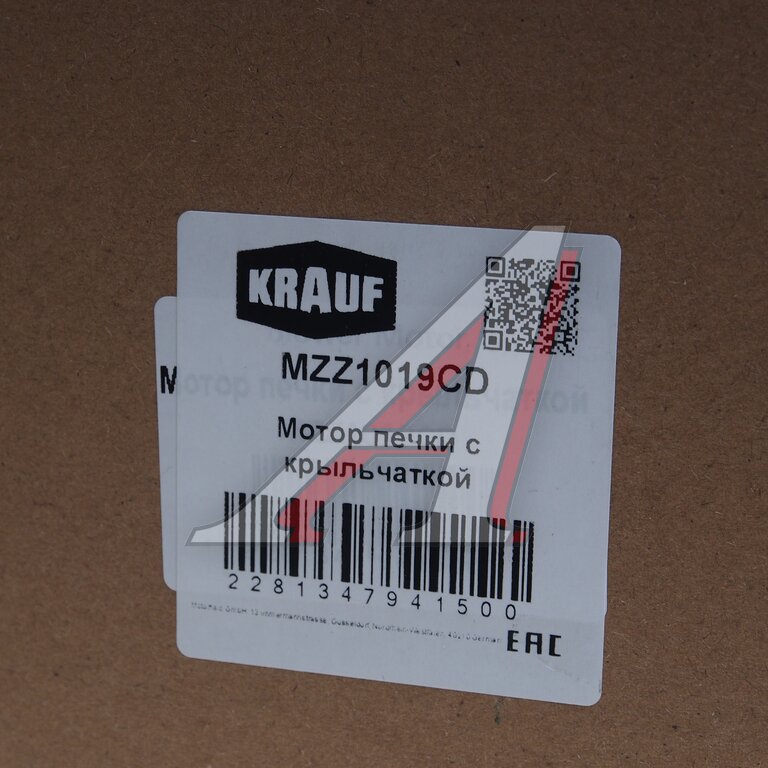 KRAUF
MZZ1019CD
Мотор печки с
крыльчаткой
2281347941500
EAC